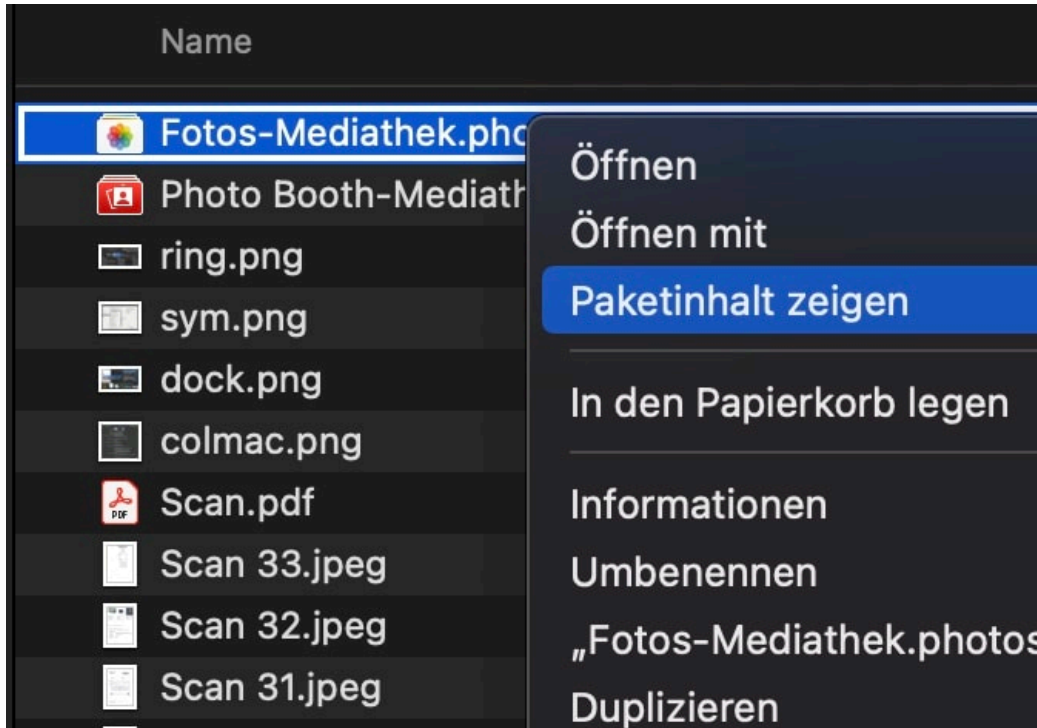 Name
Fotos-Mediathek.pho
Photo Booth-Mediath
ring.png
sym.png
dock.png
colmac.png
PDF
Scan.pdf
Scan 33.jpeg
Scan 32.jpeg
Scan 31.jpeg
Öffnen
Öffnen mit
Paketinhalt zeigen
In den Papierkorb legen
Informationen
Umbenennen
„Fotos-Mediathek.photos
Duplizieren